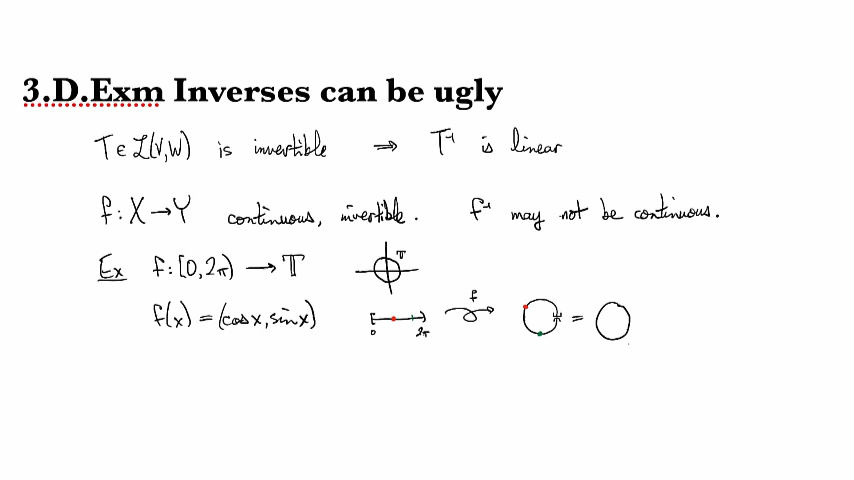 3.D.Exm Inverses can be ugly
T ∈ ℒ(V,W) is invertible ⇒ T⁻¹ is linear
f : X → Y continuous, invertible. f⁻¹ may not be continuous.
Ex f : [0,2π) → 𝕋 𝕋
f(x) = (cos x, sin x) f =
0 2π